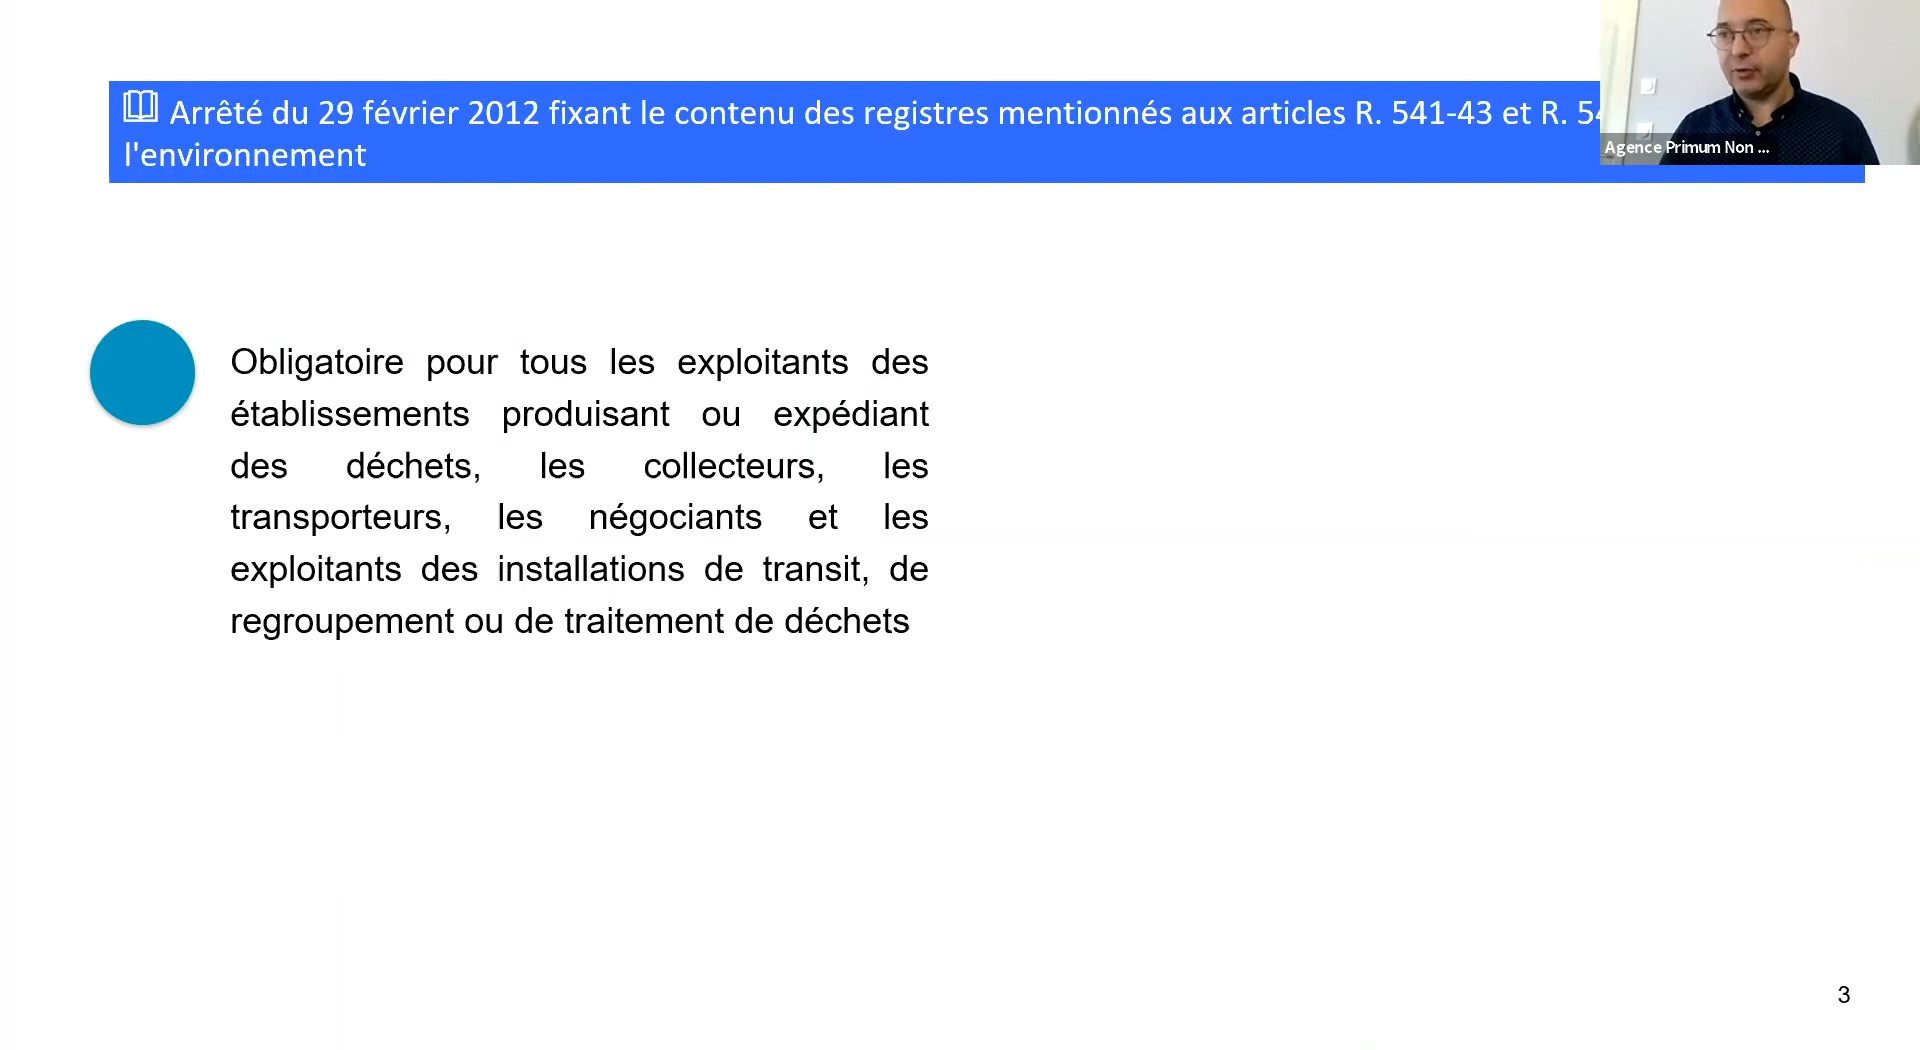 Arrêté du 29 février 2012 fixant le contenu des registres mentionnés aux articles R. 541-43 et R.
l'environnement
Agence Primum Non ...
Obligatoire pour tous les exploitants des
établissements produisant ou expédiant
des déchets, les collecteurs, les
transporteurs, les négociants et les
exploitants des installations de transit, de
regroupement ou de traitement de déchets
3